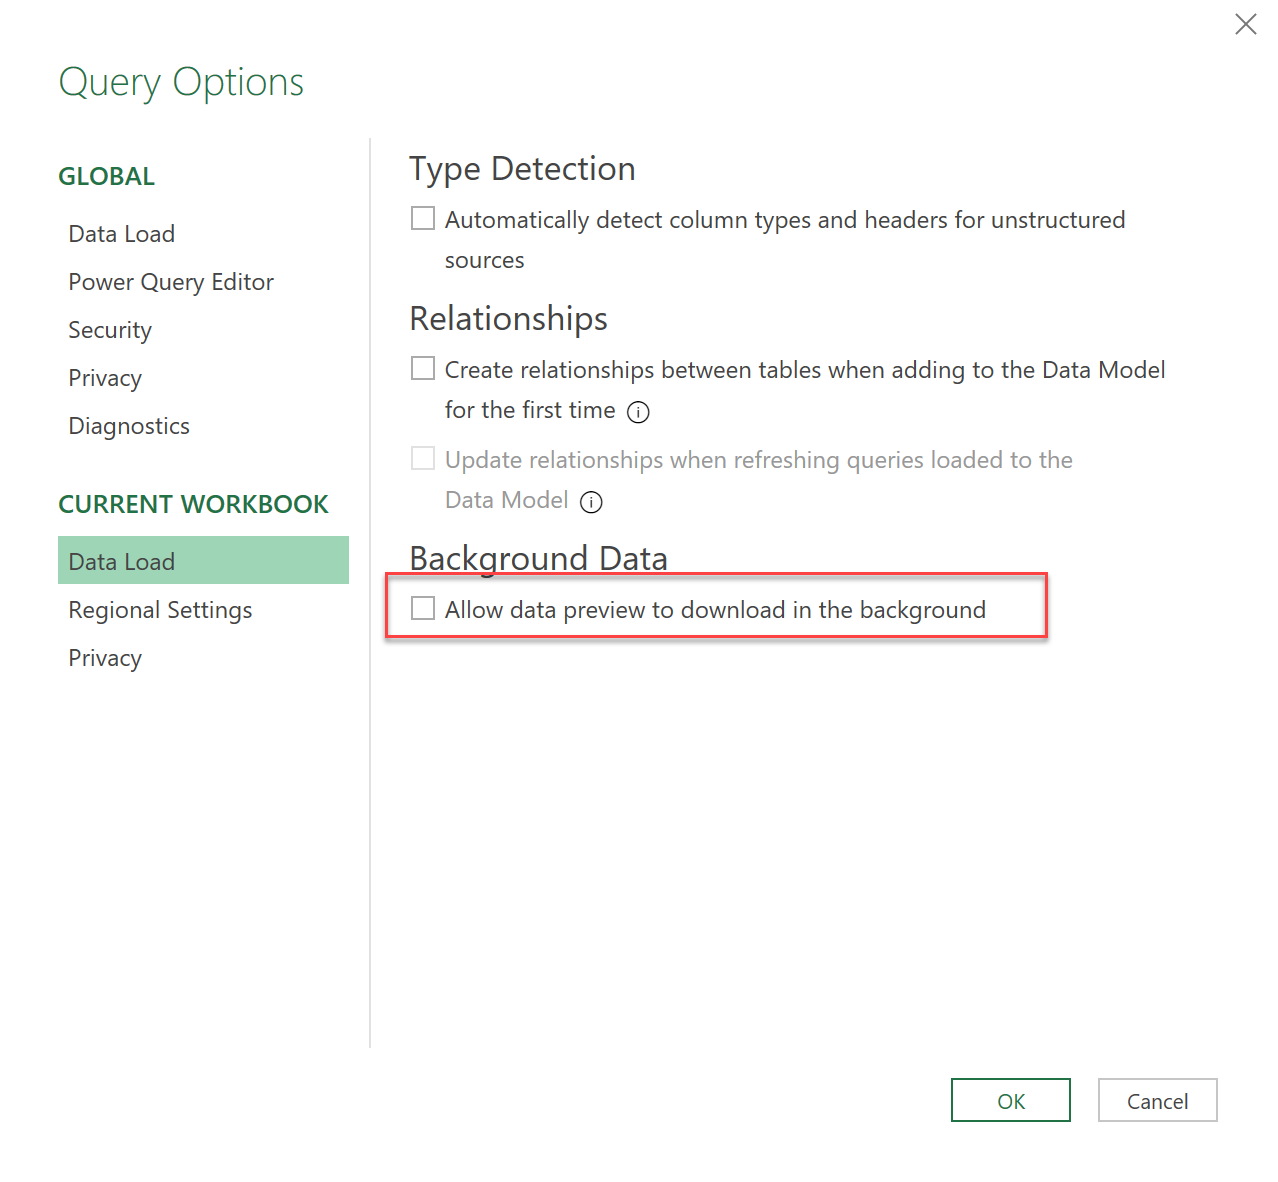 Query Options
GLOBAL
Data Load
Power Query Editor
Security
Privacy
Diagnostics
CURRENT WORKBOOK
Data Load
Regional Settings
Privacy
Type Detection
Automatically detect column types and headers for unstructured
sources
Relationships
Create relationships between tables when adding to the Data Model
for the first time
Update relationships when refreshing queries loaded to the
Data Model
Background Data
Allow data preview to download in the background
OK
Cancel